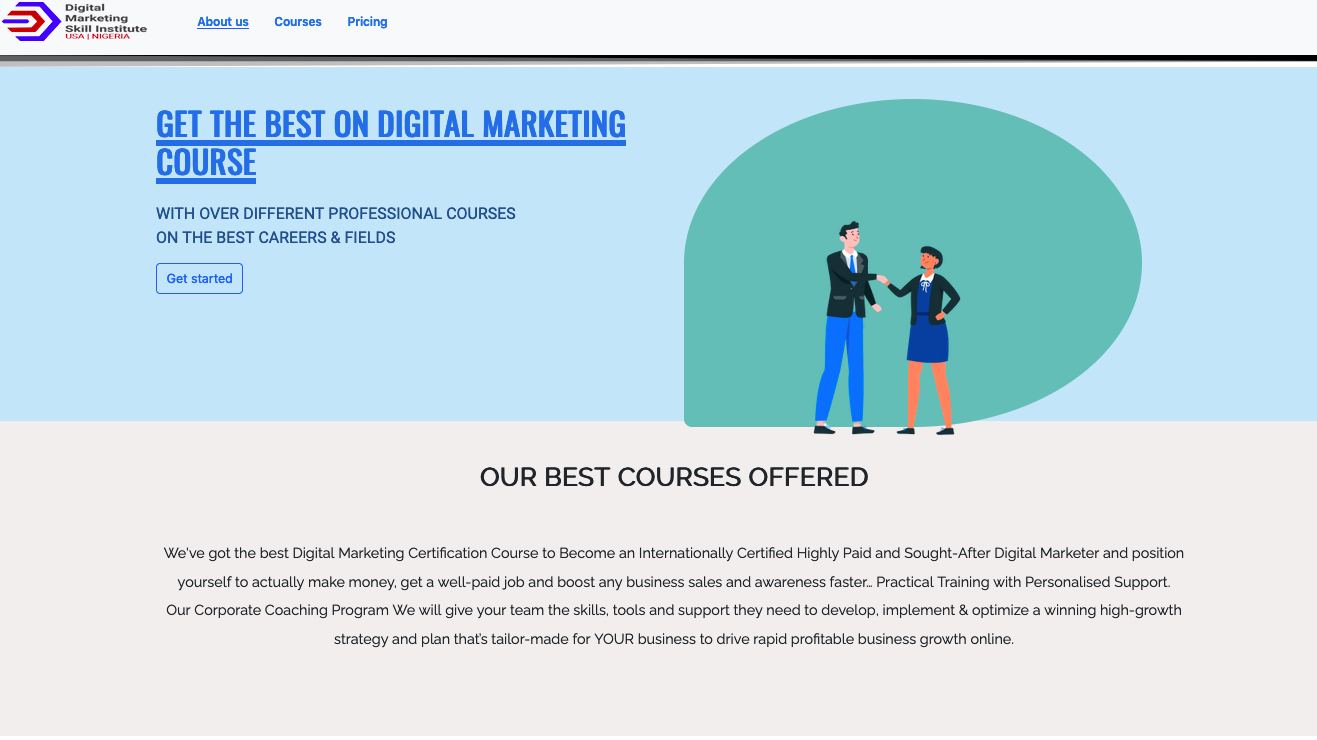 Digital
Marketing
Skill Institute
USA | NIGERIA
About us
Courses
Pricing
GET THE BEST ON DIGITAL MARKETING
COURSE
WITH OVER DIFFERENT PROFESSIONAL COURSES
ON THE BEST CAREERS & FIELDS
Get started
OUR BEST COURSES OFFERED
We've got the best Digital Marketing Certification Course to Become an Internationally Certified Highly Paid and Sought-After Digital Marketer and position
yourself to actually make money, get a well-paid job and boost any business sales and awareness faster… Practical Training with Personalised Support.
Our Corporate Coaching Program We will give your team the skills, tools and support they need to develop, implement & optimize a winning high-growth
strategy and plan that's tailor-made for YOUR business to drive rapid profitable business growth online.